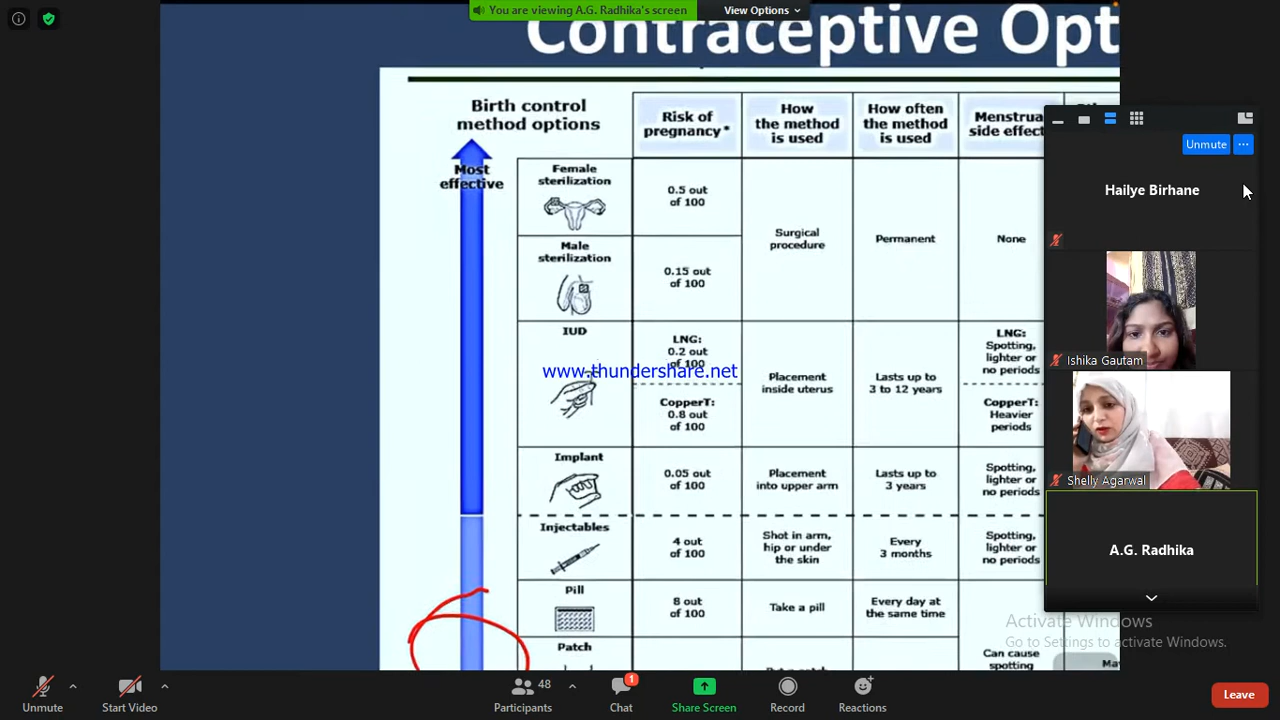 You are viewing A.G. Radhika's screen
View Options
Contraceptive Opt
Birth control
method options
Risk of
pregnancy*
How
the method
is used
How often
the method
is used
Menstrua
side effec
Most
effective
Female
sterilization
0.5 out
of 100
Surgical
procedure
Permanent
None
Male
sterilization
0.15 out
of 100
IUD
LNG:
0.2 out
of 100
CopperT:
0.8 out
of 100
Placement
inside uterus
Lasts up to
3 to 12 years
LNG:
Spotting,
lighter or
no periods
CopperT:
Heavier
periods
www.thundershare.net
Implant
0.05 out
of 100
Placement
into upper arm
Lasts up to
3 years
Spotting,
lighter or
no periods
Injectables
4 out
of 100
Shot in arm,
hip or under
the skin
Every
3 months
Spotting,
lighter or
no periods
Pill
8 out
of 100
Take a pill
Every day at
the same time
Patch
Can cause
spotting
Unmute
Hailye Birhane
Ishika Gautam
Shelly Agarwal
A.G. Radhika
Activate Windows
Go to Settings to activate Windows.
Unmute
Start Video
48
Participants
1
Chat
Share Screen
Record
Reactions
Leave